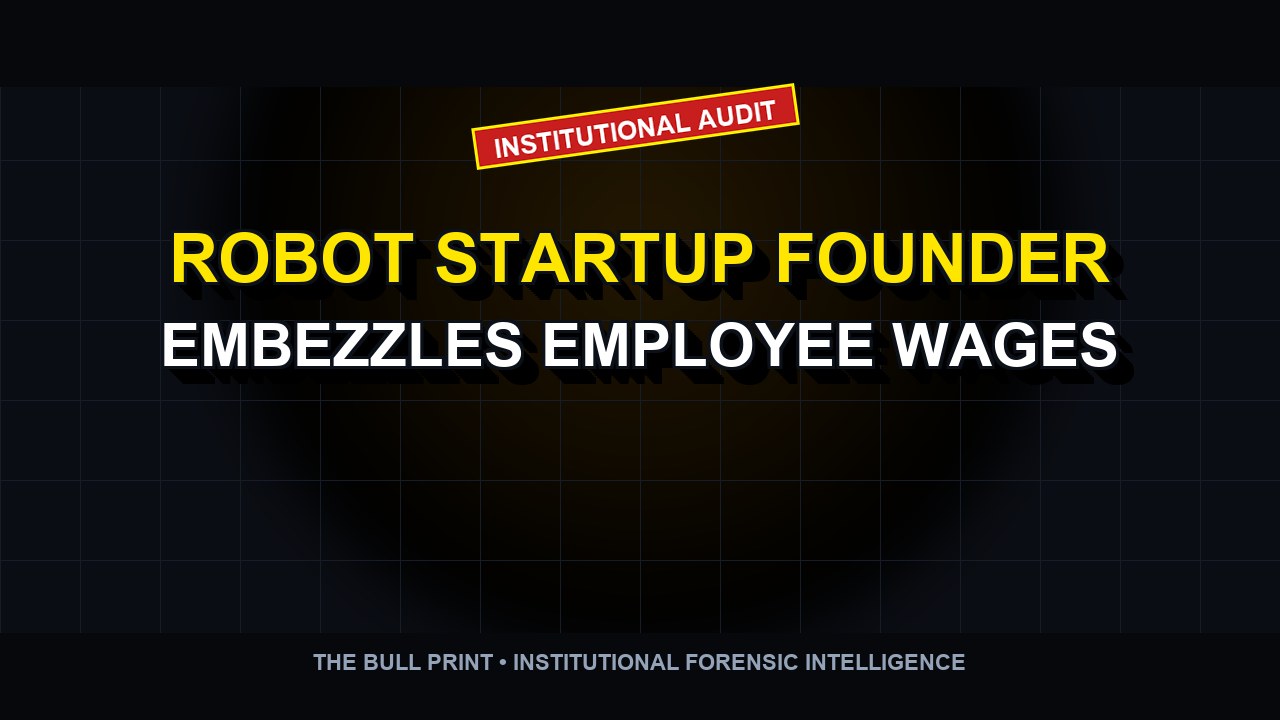 INSTITUTIONAL AUDIT
ROBOT STARTUP FOUNDER
EMBEZZLES EMPLOYEE WAGES
THE BULL PRINT • INSTITUTIONAL FORENSIC INTELLIGENCE